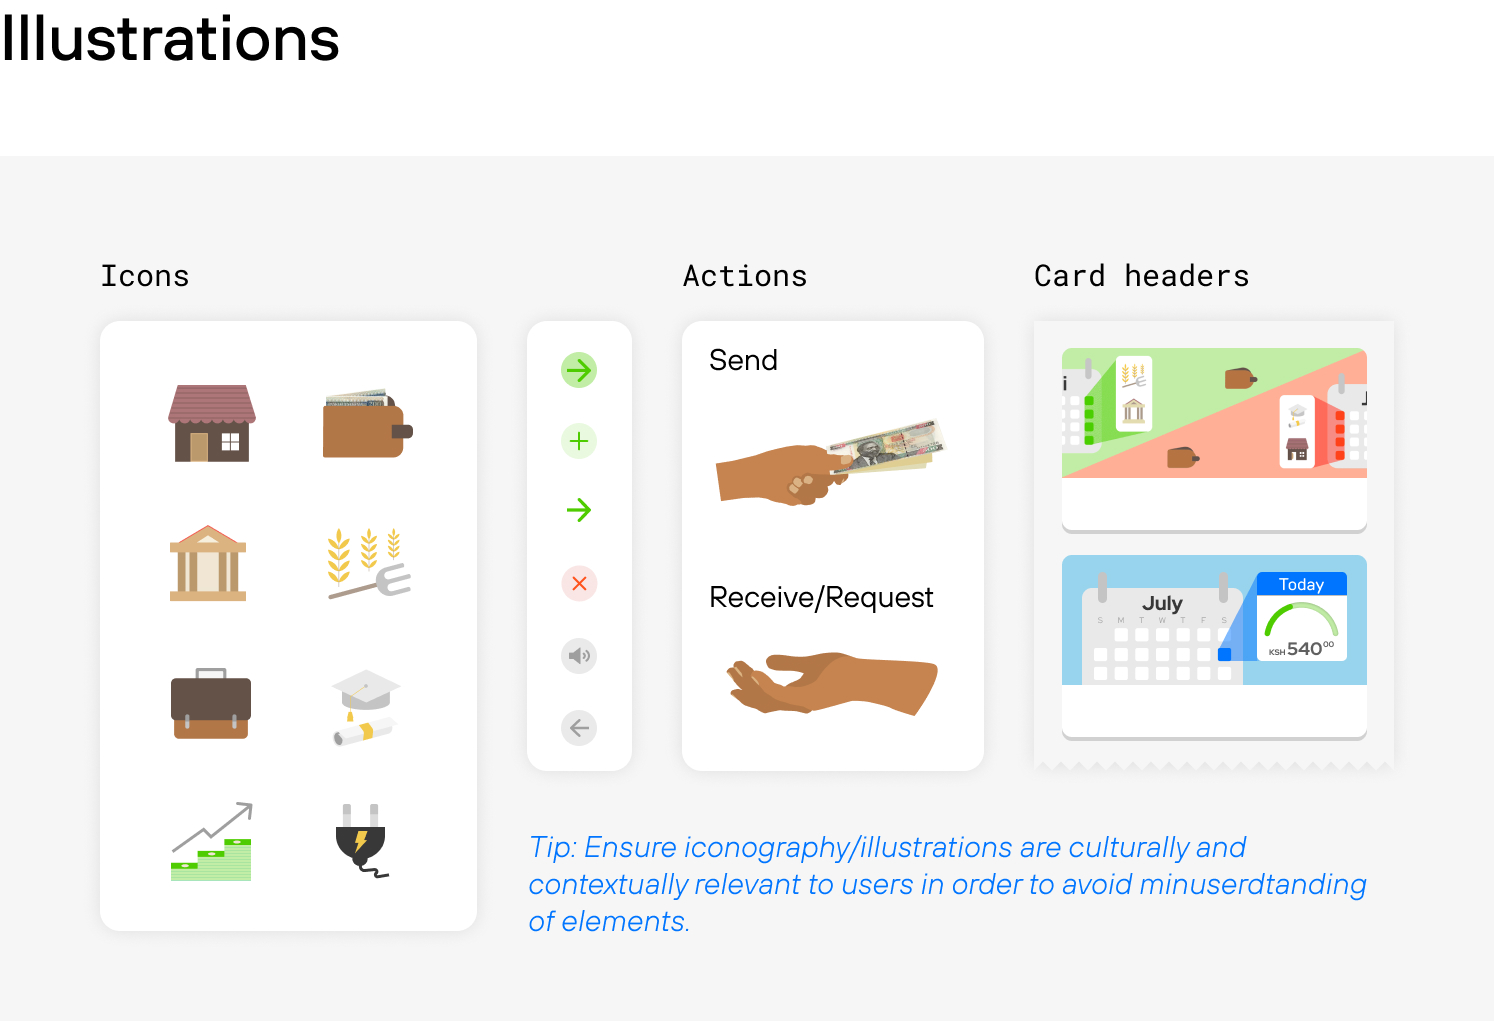 Illustrations
Icons
Actions
Card headers
Send
Receive/Request
i
J
July
S M T W T F S
Today
KSH 540 00
Tip: Ensure iconography/illustrations are culturally and
contextually relevant to users in order to avoid minuserdtanding
of elements.